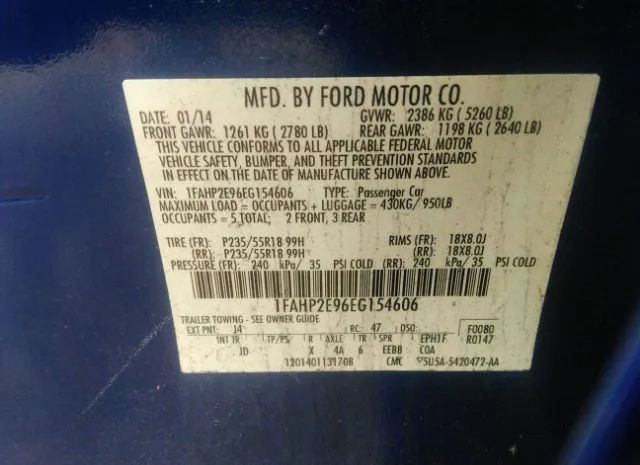 MFD. BY FORD MOTOR CO.
DATE: 01/14 GVWR: 2386 KG ( 5260 LB)
FRONT GAWR: 1261 KG ( 2780 LB) REAR GAWR: 1198 KG ( 2640 LB)
THIS VEHICLE CONFORMS TO ALL APPLICABLE FEDERAL MOTOR
VEHICLE SAFETY, BUMPER, AND THEFT PREVENTION STANDARDS
IN EFFECT ON THE DATE OF MANUFACTURE SHOWN ABOVE.
VIN: 1FAHP2E96EG154606 TYPE: Passenger Car
MAXIMUM LOAD = OCCUPANTS + LUGGAGE = 430KG/ 950LB
OCCUPANTS = 5 TOTAL; 2 FRONT, 3 REAR
TIRE (FR): P235/55R18 99H RIMS (FR): 18X8.0J
(RR): P235/55R18 99H (RR): 18X8.0J
PRESSURE (FR): 240 kPa/ 35 PSI COLD (RR): 240 kPa/ 35 PSI COLD
1FAHP2E96EG154606
TRAILER TOWING - SEE OWNER GUIDE
EXT PNT: J4 RC: 47 DSO: F0080
INT TR TP/PS R AXLE TR SPR EPH1F R0147
JD X 4A 6 EEBB COA
1201401131708 CMC 5U5A-5420472-AA